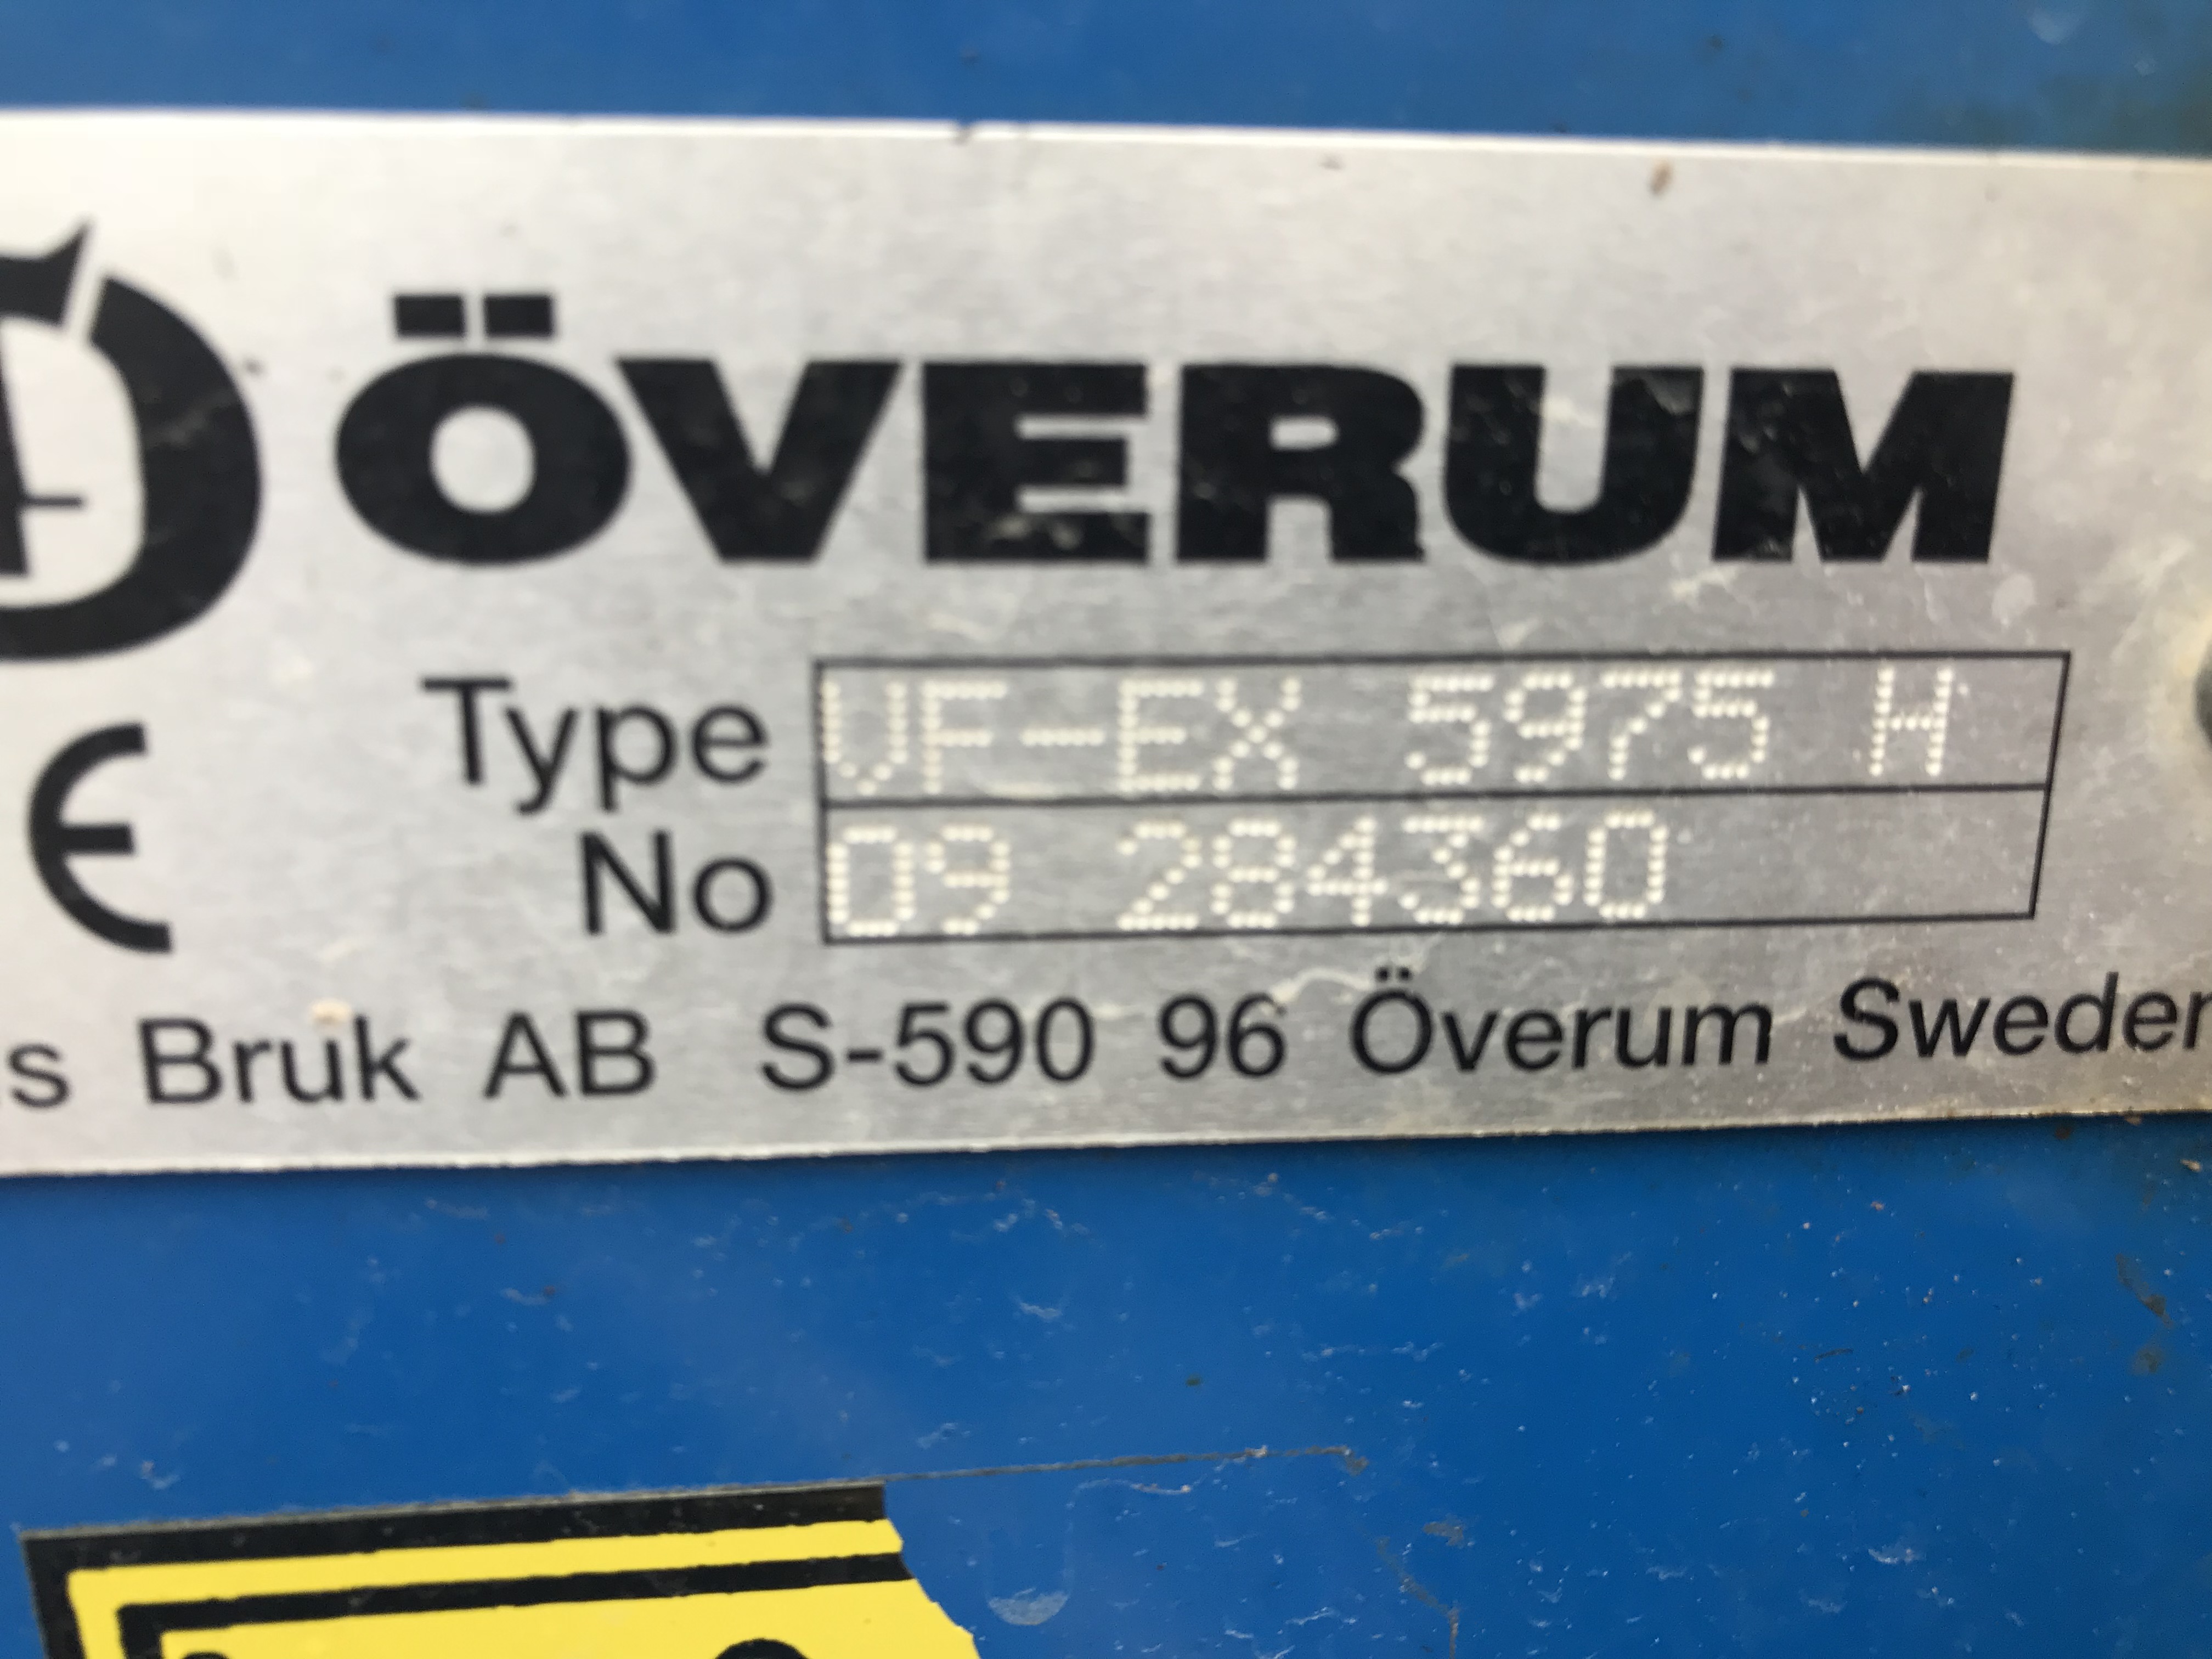 ÖVERUM
Type VF-EX 5975 H
No 09 284360
CE
s Bruk AB S-590 96 Överum Sweden